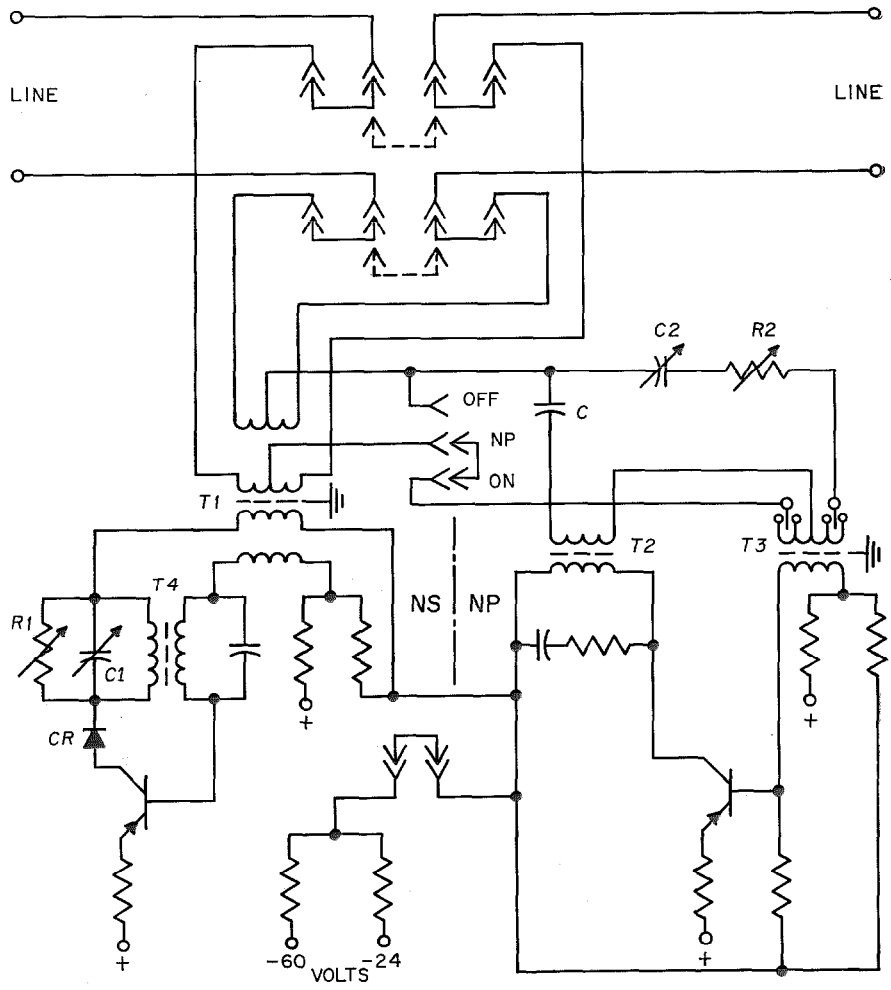 LINE
LINE
C2
R2
OFF
C
NP
ON
T1
T2
T3
T4
NS
NP
R1
C1
+
+
CR
+
+
-60
-24
VOLTS